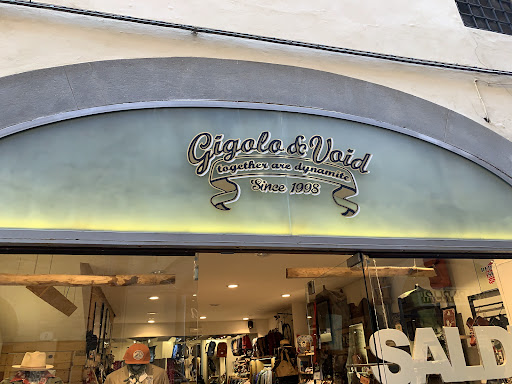 Gigolo & Void
together are dynamite
Since 1998
SALD